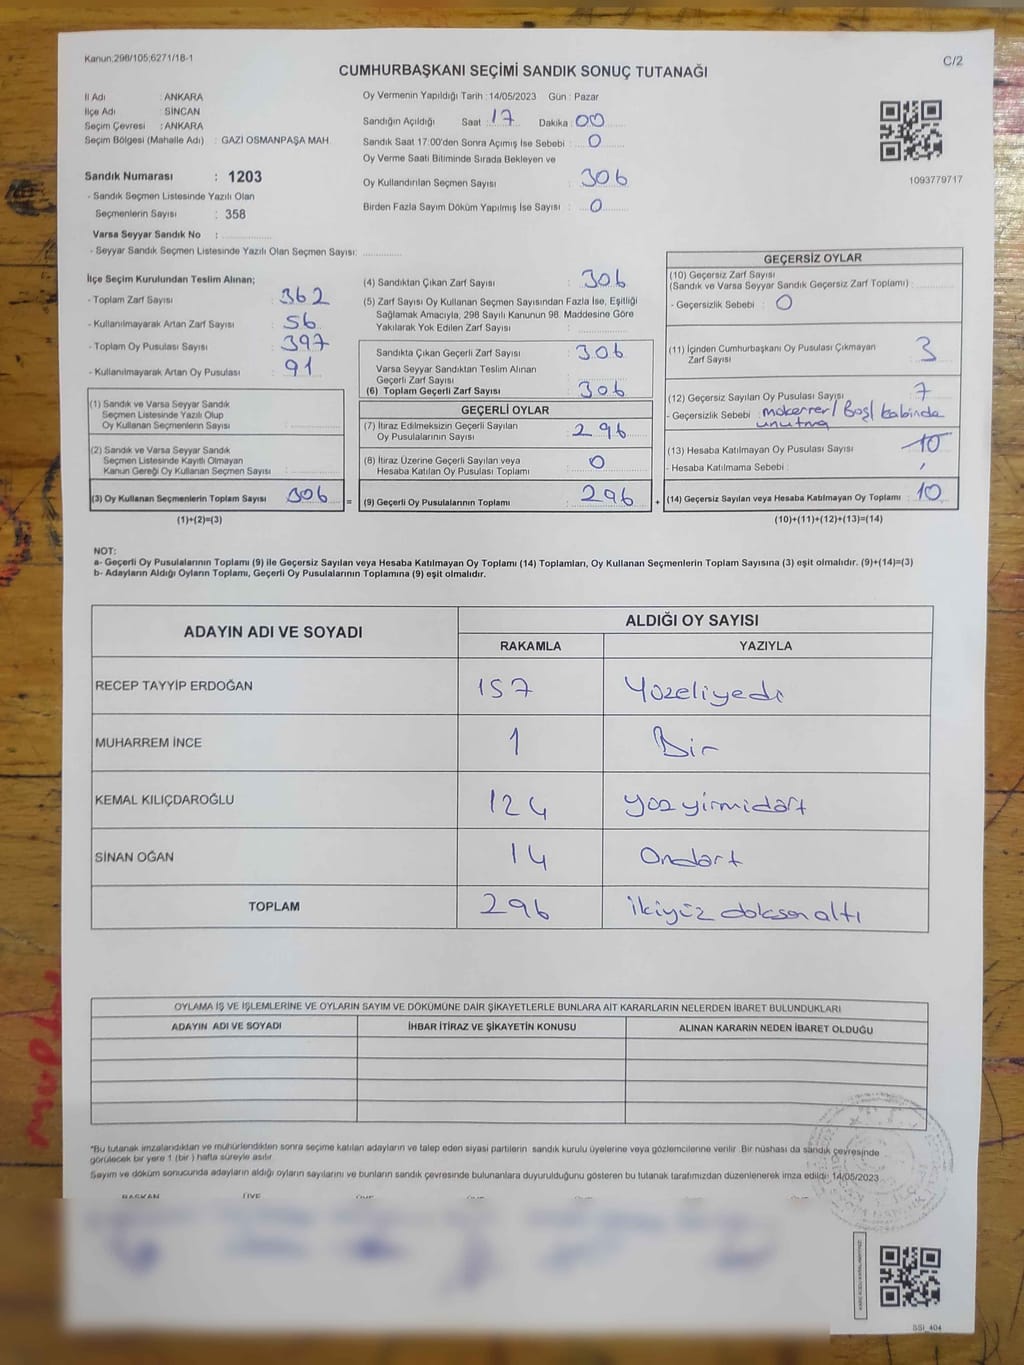 Kanun:298/105;6271/18-1
C/2
CUMHURBAŞKANI SEÇİMİ SANDIK SONUÇ TUTANAĞI
İl Adı : ANKARA
İlçe Adı : SİNCAN
Seçim Çevresi : ANKARA
Seçim Bölgesi (Mahalle Adı) : GAZİ OSMANPAŞA MAH.
Sandık Numarası : 1203
- Sandık Seçmen Listesinde Yazılı Olan
Seçmenlerin Sayısı : 358
Varsa Seyyar Sandık No :
- Seyyar Sandık Seçmen Listesinde Yazılı Olan Seçmen Sayısı:
Oy Vermenin Yapıldığı Tarih : 14/05/2023 Gün : Pazar
Sandığın Açıldığı Saat : 17 Dakika : 00
Sandık Saat 17:00'den Sonra Açımış İse Sebebi : 0
Oy Verme Saati Bitiminde Sırada Bekleyen ve
Oy Kullandırılan Seçmen Sayısı : 306
Birden Fazla Sayım Döküm Yapılmış İse Sayısı : 0
1093779717
İlçe Seçim Kurulundan Teslim Alınan;
- Toplam Zarf Sayısı : 362
- Kullanılmayarak Artan Zarf Sayısı : 56
- Toplam Oy Pusulası Sayısı : 397
- Kullanılmayarak Artan Oy Pusulası : 91
(1) Sandık ve Varsa Seyyar Sandık
Seçmen Listesinde Yazılı Olup
Oy Kullanan Seçmenlerin Sayısı :
(2) Sandık ve Varsa Seyyar Sandık
Seçmen Listesinde Kayıtlı Olmayan
Kanun Gereği Oy Kullanan Seçmen Sayısı :
(3) Oy Kullanan Seçmenlerin Toplam Sayısı : 306
(1)+(2)=(3)
(4) Sandıktan Çıkan Zarf Sayısı : 306
(5) Zarf Sayısı Oy Kullanan Seçmen Sayısından Fazla İse, Eşitliği
Sağlamak Amacıyla, 298 Sayılı Kanunun 98. Maddesine Göre
Yakılarak Yok Edilen Zarf Sayısı :
Sandıkta Çıkan Geçerli Zarf Sayısı : 306
Varsa Seyyar Sandıktan Teslim Alınan
Geçerli Zarf Sayısı :
(6) Toplam Geçerli Zarf Sayısı : 306
GEÇERLİ OYLAR
(7) İtiraz Edilmeksizin Geçerli Sayılan
Oy Pusulalarının Sayısı : 296
(8) İtiraz Üzerine Geçerli Sayılan veya
Hesaba Katılan Oy Pusulası Toplamı : 0
= (9) Geçerli Oy Pusulalarının Toplamı : 296 +
GEÇERSİZ OYLAR
(10) Geçersiz Zarf Sayısı
(Sandık ve Varsa Seyyar Sandık Geçersiz Zarf Toplamı) :
- Geçersizlik Sebebi : 0
(11) İçinden Cumhurbaşkanı Oy Pusulası Çıkmayan
Zarf Sayısı : 3
(12) Geçersiz Sayılan Oy Pusulası Sayısı : 7
- Geçersizlik Sebebi : mokerrer/Boş/kabinde
unutma
(13) Hesaba Katılmayan Oy Pusulası Sayısı : 10
- Hesaba Katılmama Sebebi :
(14) Geçersiz Sayılan veya Hesaba Katılmayan Oy Toplamı : 10
(10)+(11)+(12)+(13)=(14)
NOT:
a- Geçerli Oy Pusulalarının Toplamı (9) ile Geçersiz Sayılan veya Hesaba Katılmayan Oy Toplamı (14) Toplamları, Oy Kullanan Seçmenlerin Toplam Sayısına (3) eşit olmalıdır. (9)+(14)=(3)
b- Adayların Aldığı Oyların Toplamı, Geçerli Oy Pusulalarının Toplamına (9) eşit olmalıdır.
ADAYIN ADI VE SOYADI
ALDIĞI OY SAYISI
RAKAMLA YAZIYLA
RECEP TAYYİP ERDOĞAN 157 Yüzeliyedi
MUHARREM İNCE 1 Bir
KEMAL KILIÇDAROĞLU 124 yüz yirmidört
SİNAN OĞAN 14 Ondört
TOPLAM 296 ikiyüz doksan altı
OYLAMA İŞ VE İŞLEMLERİNE VE OYLARIN SAYIM VE DÖKÜMÜNE DAİR ŞİKAYETLERLE BUNLARA AİT KARARLARIN NELERDEN İBARET BULUNDUKLARI
ADAYIN ADI VE SOYADI İHBAR İTİRAZ VE ŞİKAYETİN KONUSU ALINAN KARARIN NEDEN İBARET OLDUĞU
*Bu tutanak imzalandıktan ve mühürlendikten sonra seçime katılan adayların ve talep eden siyasi partilerin sandık kurulu üyelerine veya gözlemcilerine verilir. Bir nüshası da sandık çevresinde
görülecek bir yere 1 (bir) hafta süreyle asılır.
Sayım ve döküm sonucunda adayların aldığı oyların sayılarını ve bunların sandık çevresinde bulunanlara duyurulduğunu gösteren bu tutanak tarafımızdan düzenlenerek imza edildi. 14/05/2023
BAŞKAN ÜYE ÜYE ÜYE ÜYE ÜYE
SSI_404